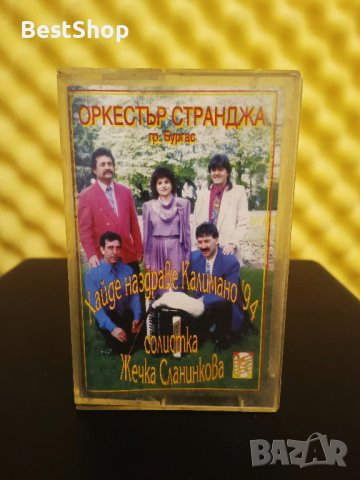 BestShop
ОРКЕСТЪР СТРАНДЖА
гр. Бургас
Хайде наздраве Калимано '94
солистка
Жечка Сланинкова
BAZAR